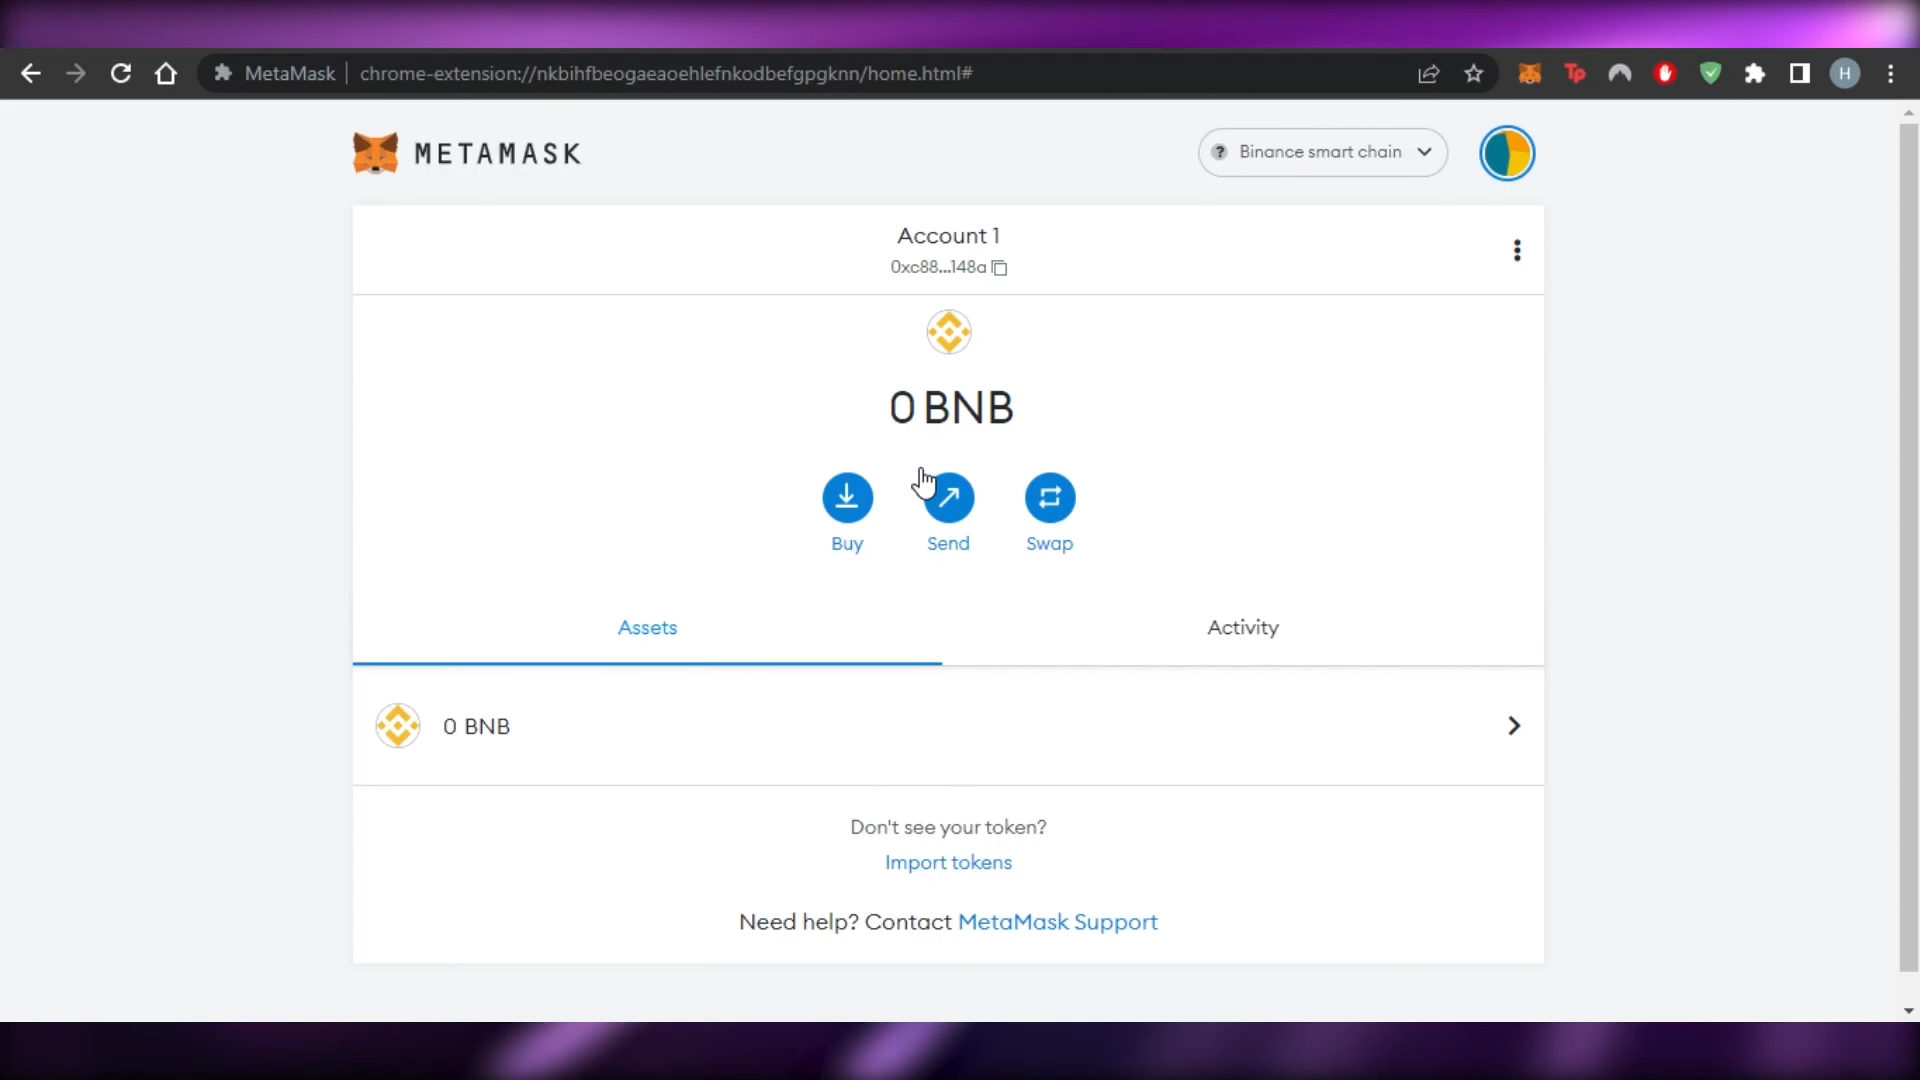 MetaMask
chrome-extension://nkbihfbeogaeaoehlefnkodbefgpgknn/home.html#
Tp
H
METAMASK
? Binance smart chain
Account 1
0xc88...148a
0 BNB
Buy
Send
Swap
Assets
Activity
0 BNB
Don't see your token?
Import tokens
Need help? Contact MetaMask Support